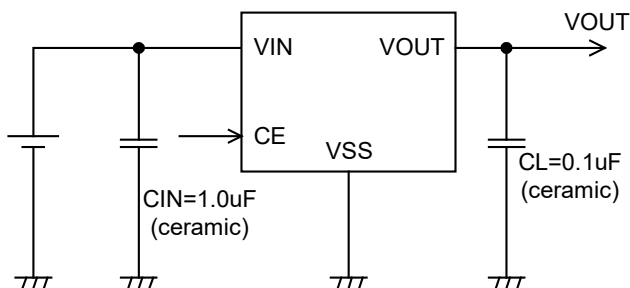 VOUT
VIN
VOUT
CE
VSS
CIN=1.0uF
(ceramic)
CL=0.1uF
(ceramic)